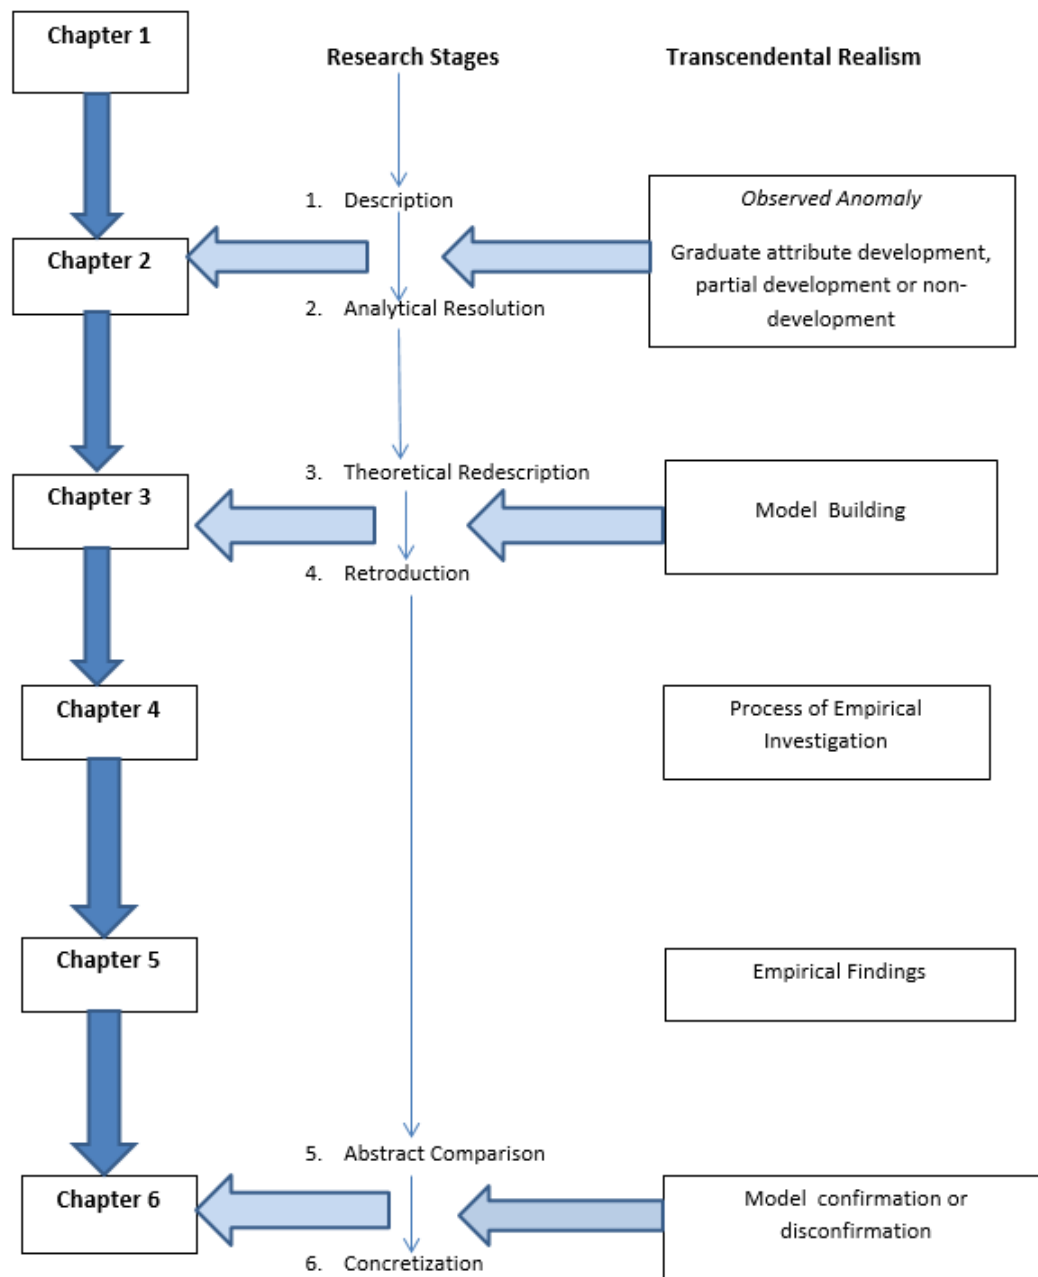 Chapter 1
Research Stages
Transcendental Realism
1. Description
Observed Anomaly
Graduate attribute development,
partial development or non-
development
Chapter 2
2. Analytical Resolution
3. Theoretical Redescription
Chapter 3
Model Building
4. Retroduction
Chapter 4
Process of Empirical
Investigation
Chapter 5
Empirical Findings
5. Abstract Comparison
Chapter 6
Model confirmation or
disconfirmation
6. Concretization